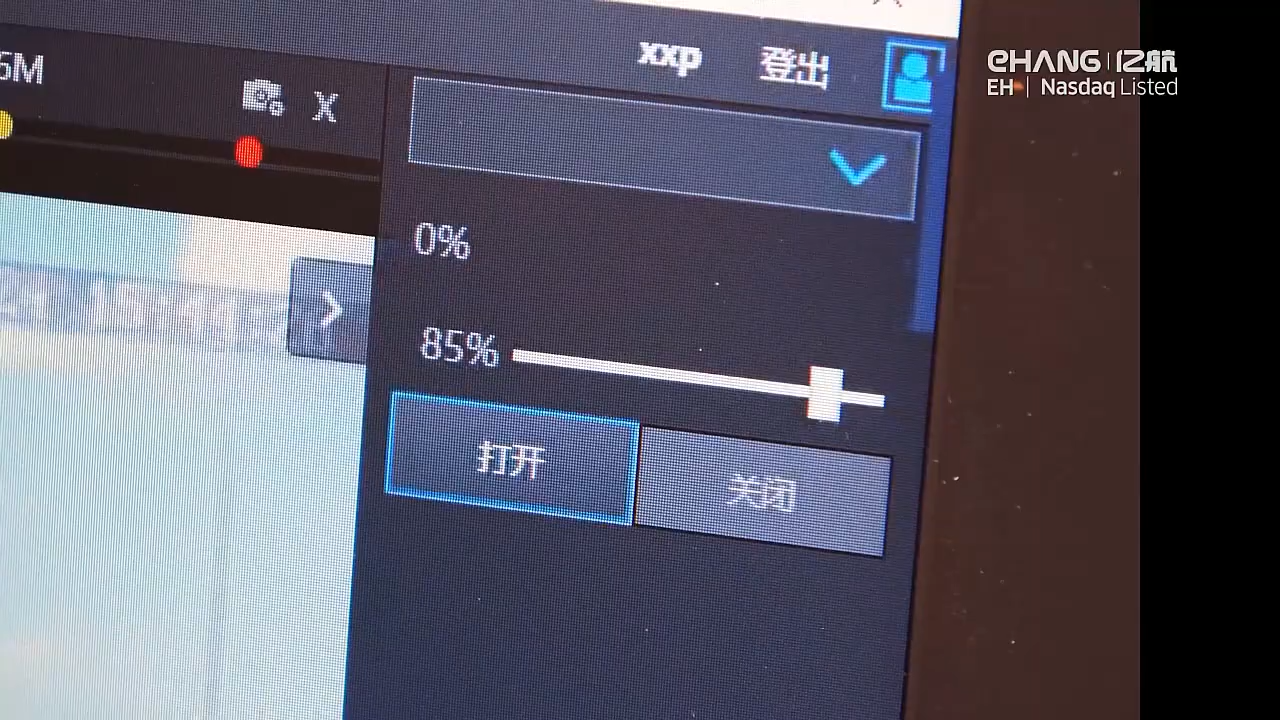 xxp 登出
6M
X
0%
85%
打开 关闭
EHANG | 亿航
EH | Nasdaq Listed